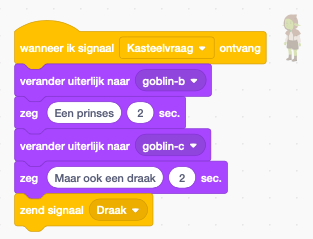 wanneer ik signaal Kasteelvraag ontvang
verander uiterlijk naar goblin-b
zeg Een prinses 2 sec.
verander uiterlijk naar goblin-c
zeg Maar ook een draak 2 sec.
zend signaal Draak